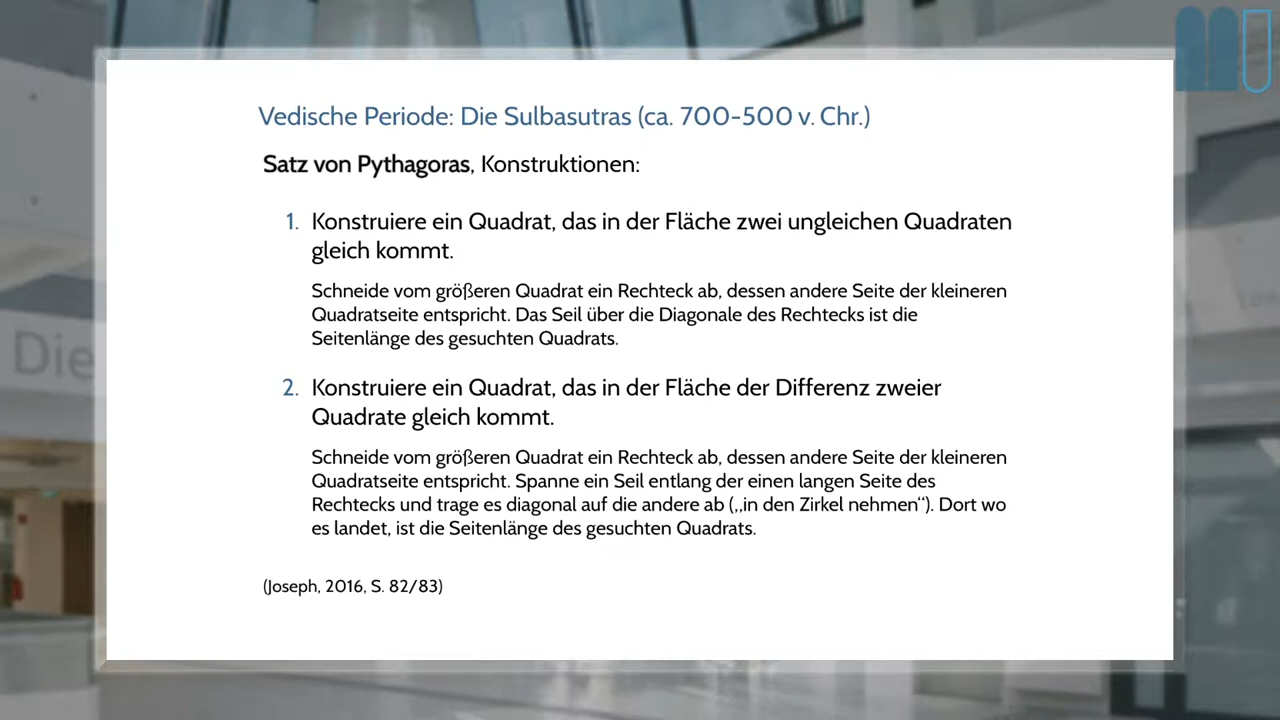 Vedische Periode: Die Sulbasutras (ca. 700-500 v. Chr.)
Satz von Pythagoras, Konstruktionen:
1. Konstruiere ein Quadrat, das in der Fläche zwei ungleichen Quadraten
gleich kommt.
Schneide vom größeren Quadrat ein Rechteck ab, dessen andere Seite der kleineren
Quadratseite entspricht. Das Seil über die Diagonale des Rechtecks ist die
Seitenlänge des gesuchten Quadrats.
2. Konstruiere ein Quadrat, das in der Fläche der Differenz zweier
Quadrate gleich kommt.
Schneide vom größeren Quadrat ein Rechteck ab, dessen andere Seite der kleineren
Quadratseite entspricht. Spanne ein Seil entlang der einen langen Seite des
Rechtecks und trage es diagonal auf die andere ab („in den Zirkel nehmen“). Dort wo
es landet, ist die Seitenlänge des gesuchten Quadrats.
(Joseph, 2016, S. 82/83)
Die